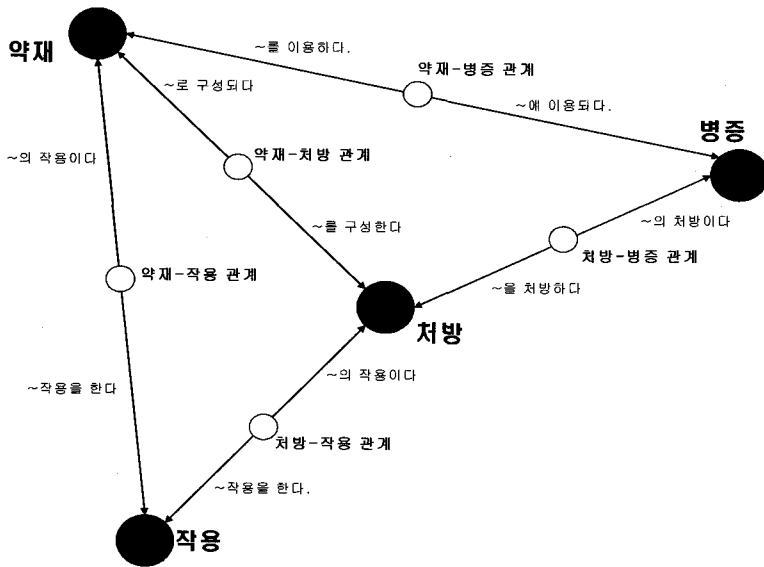 약재
~를 이용하다.
약재-병증 관계
~로 구성되다
~에 이용되다.
병증
~의 작용이다
약재-처방 관계
~를 구성한다
~의 처방이다
처방-병증 관계
약재-작용 관계
~을 처방하다
처방
~의 작용이다
~작용을 한다
처방-작용 관계
~작용을 한다.
작용